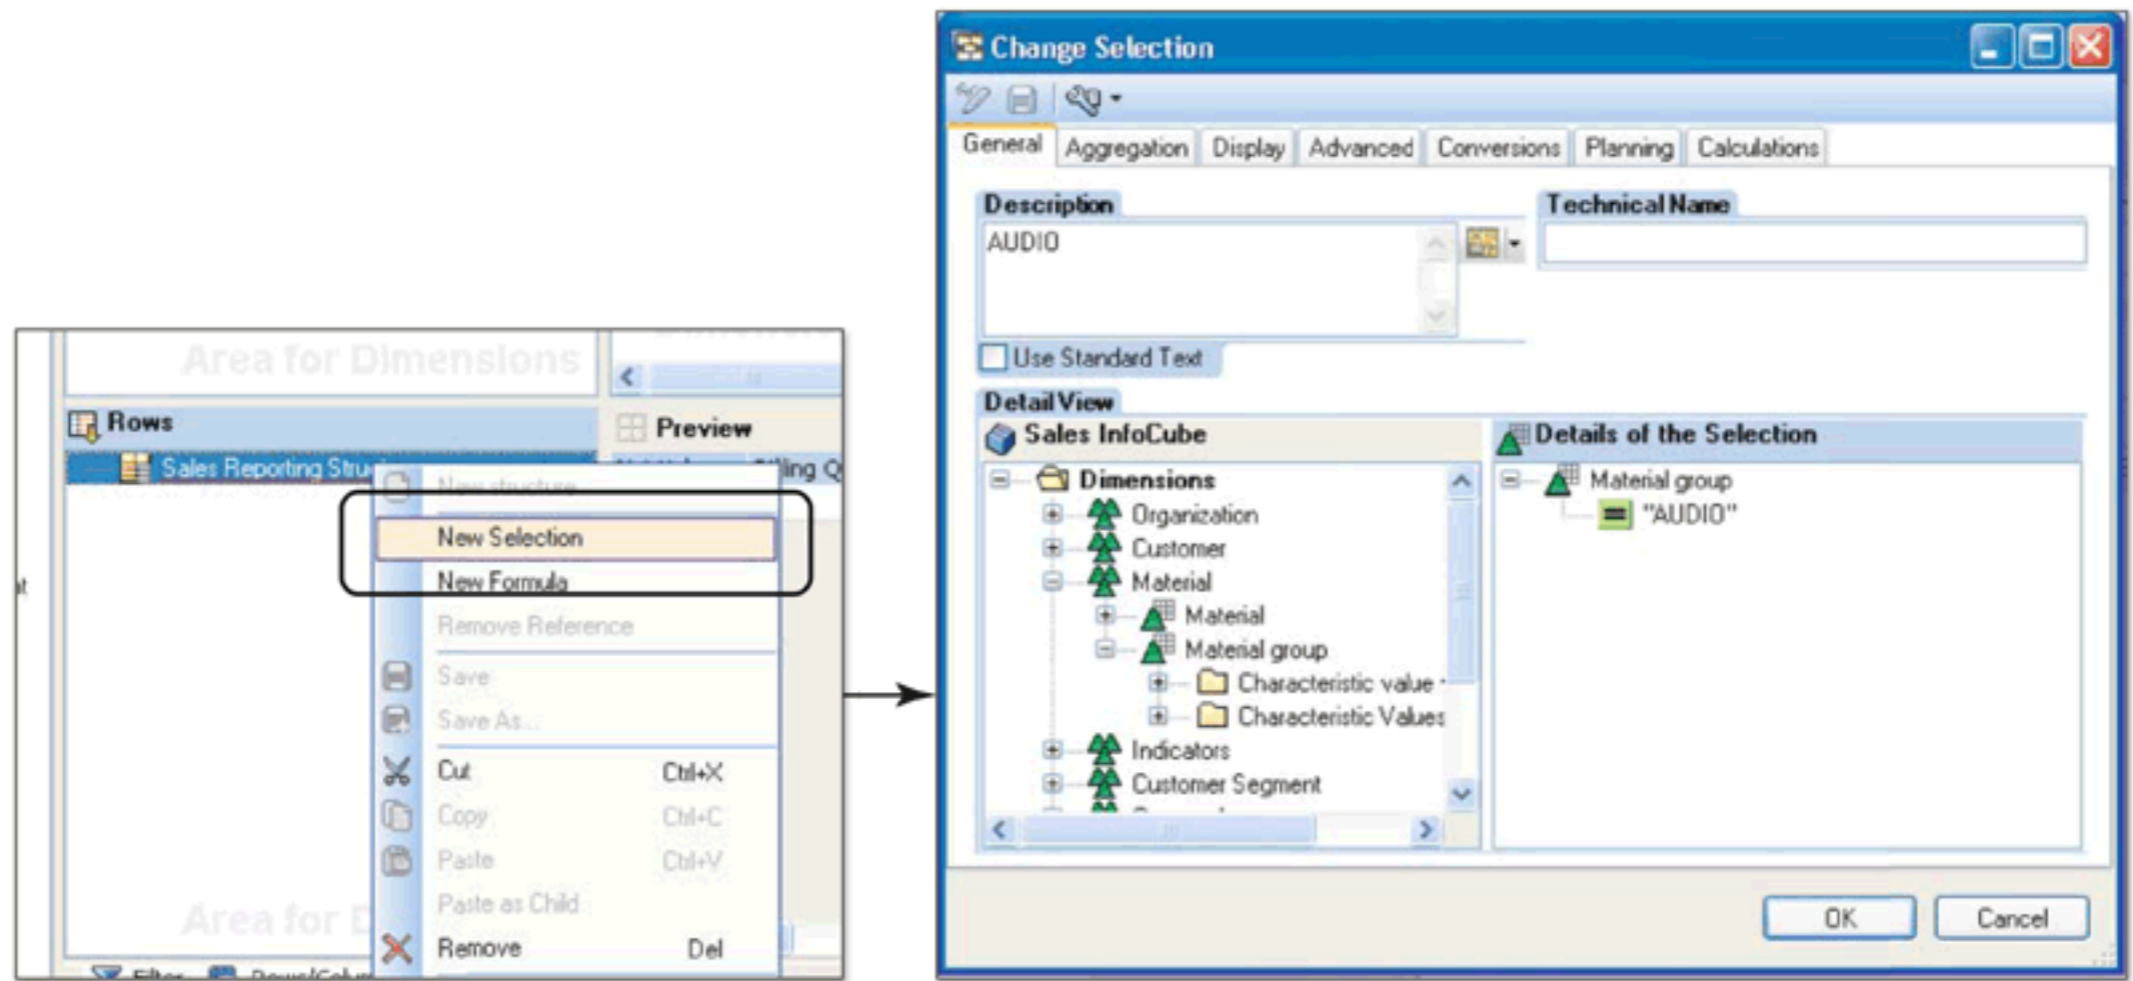 Area for Dimensions
Rows
Sales Reporting Stru
Preview
New structure
New Selection
New Formula
Remove Reference
Save
Save As...
Cut Ctrl+X
Copy Ctrl+C
Paste Ctrl+V
Paste as Child
Area for D
Remove Del
Filter
Change Selection
General Aggregation Display Advanced Conversions Planning Calculations
Description Technical Name
AUDIO
Use Standard Text
Detail View
Sales InfoCube
Details of the Selection
Dimensions
Organization
Customer
Material
Material
Material group
Characteristic value
Characteristic Values
Indicators
Customer Segment
Material group
"AUDIO"
OK Cancel